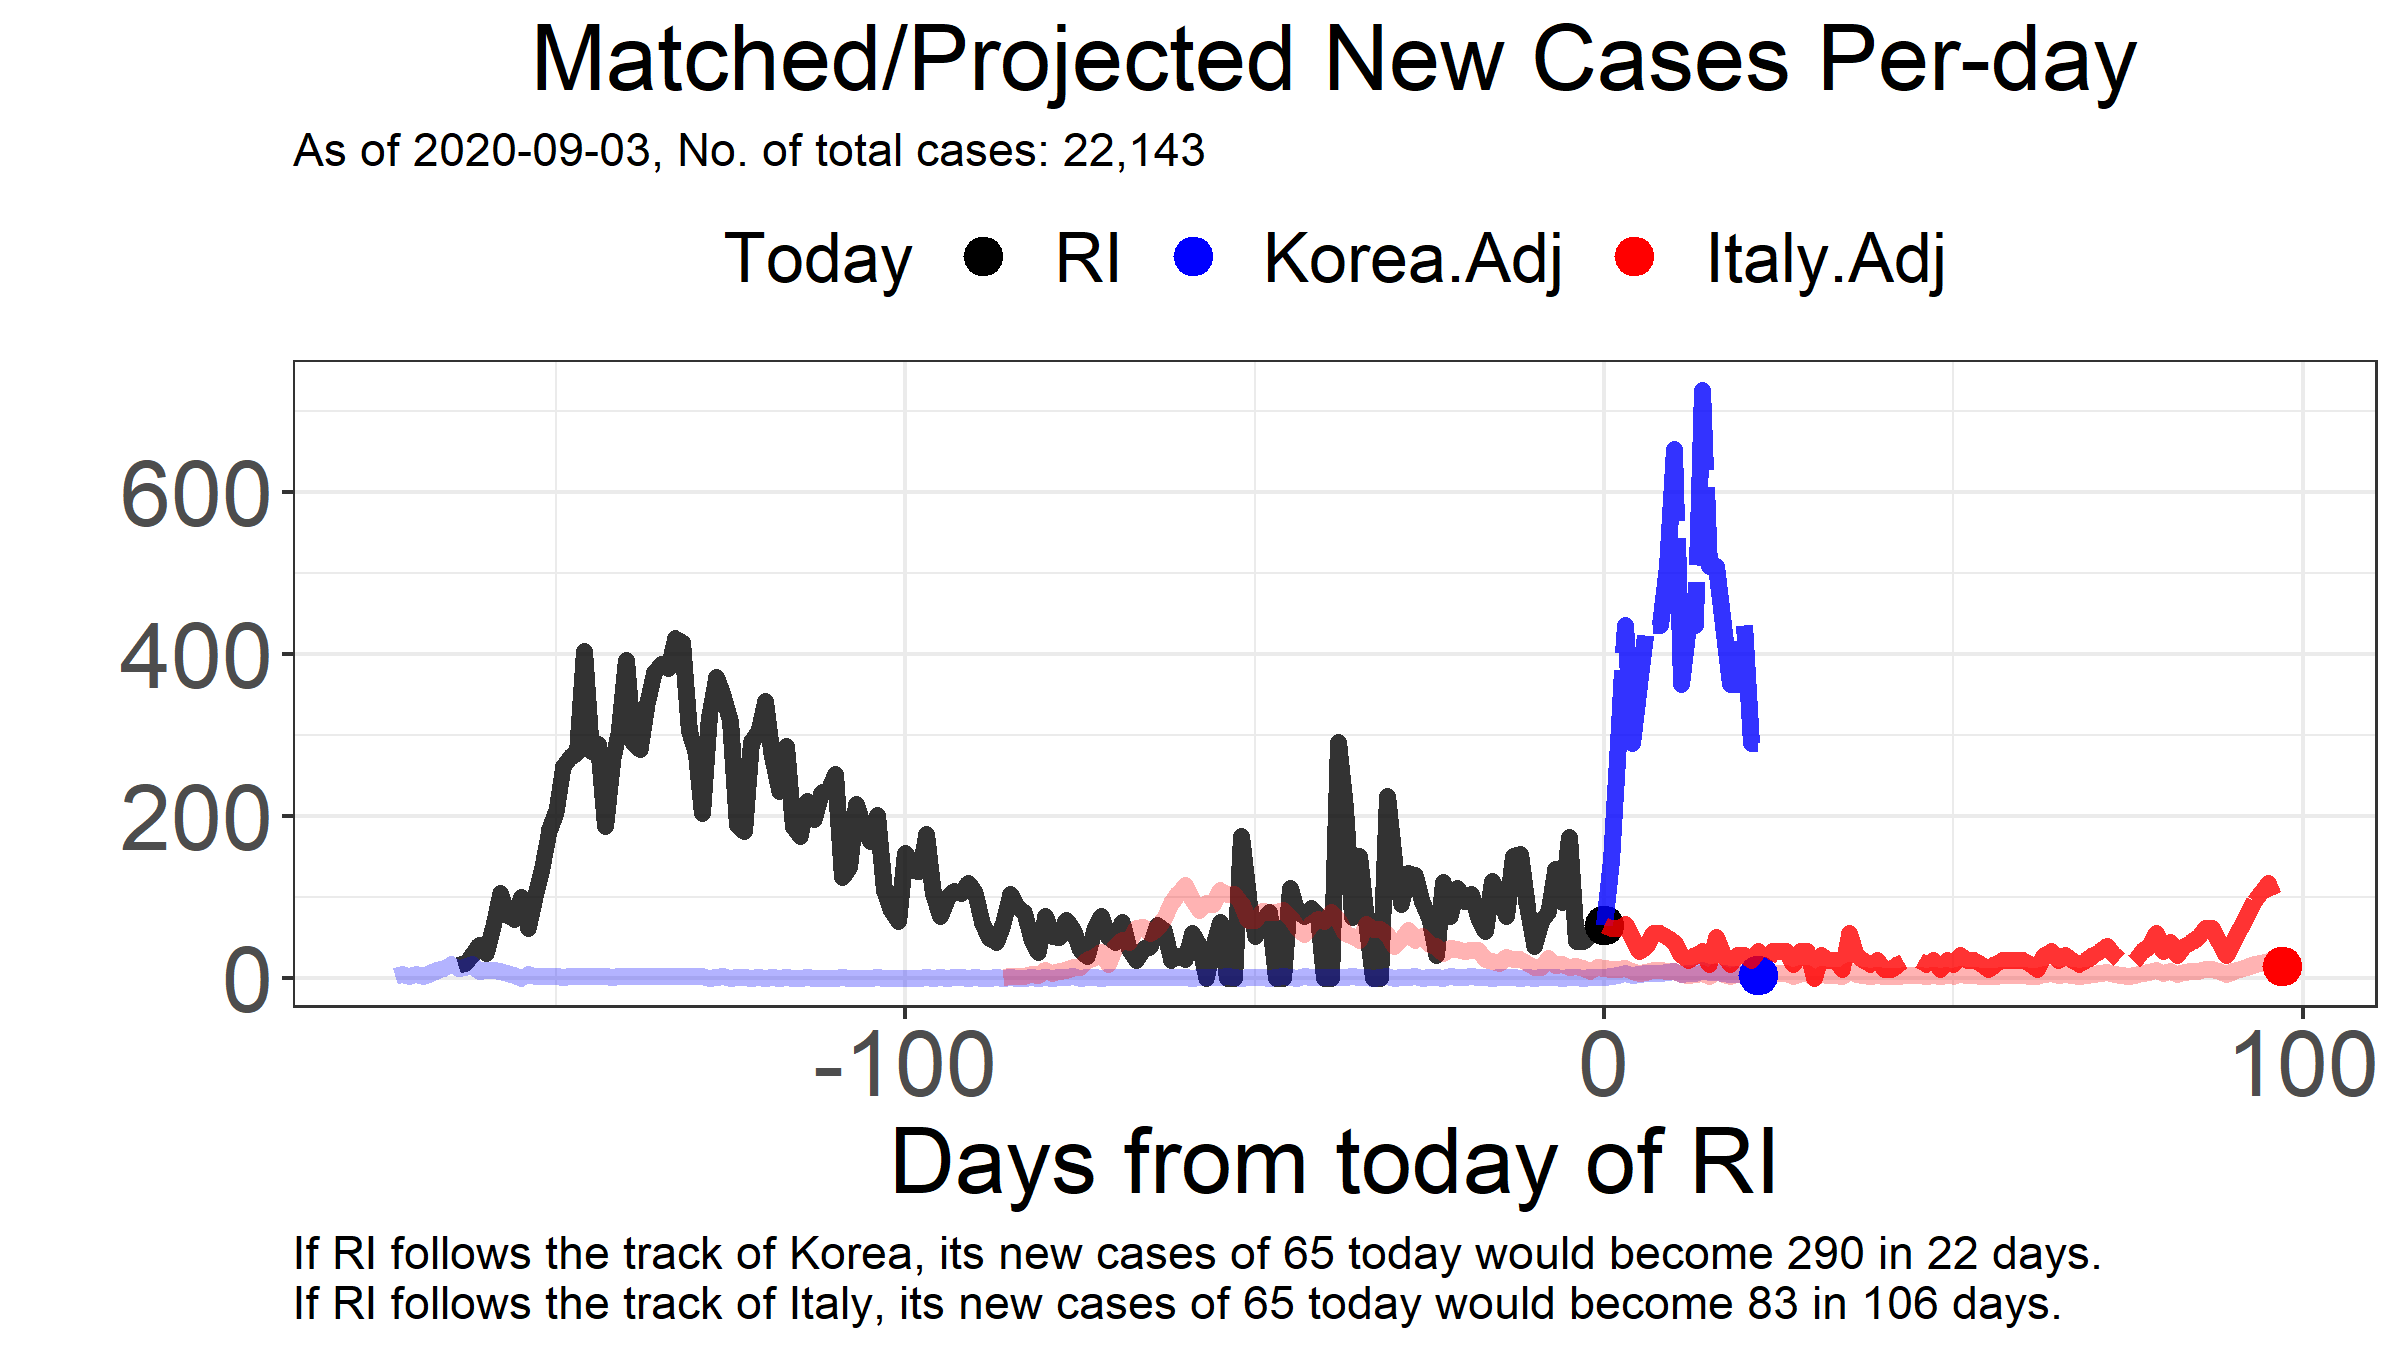 Matched/Projected New Cases Per-day
As of 2020-09-03, No. of total cases: 22,143
Today RI Korea.Adj Italy.Adj
600
400
200
0
-100 0 100
Days from today of RI
If RI follows the track of Korea, its new cases of 65 today would become 290 in 22 days.
If RI follows the track of Italy, its new cases of 65 today would become 83 in 106 days.